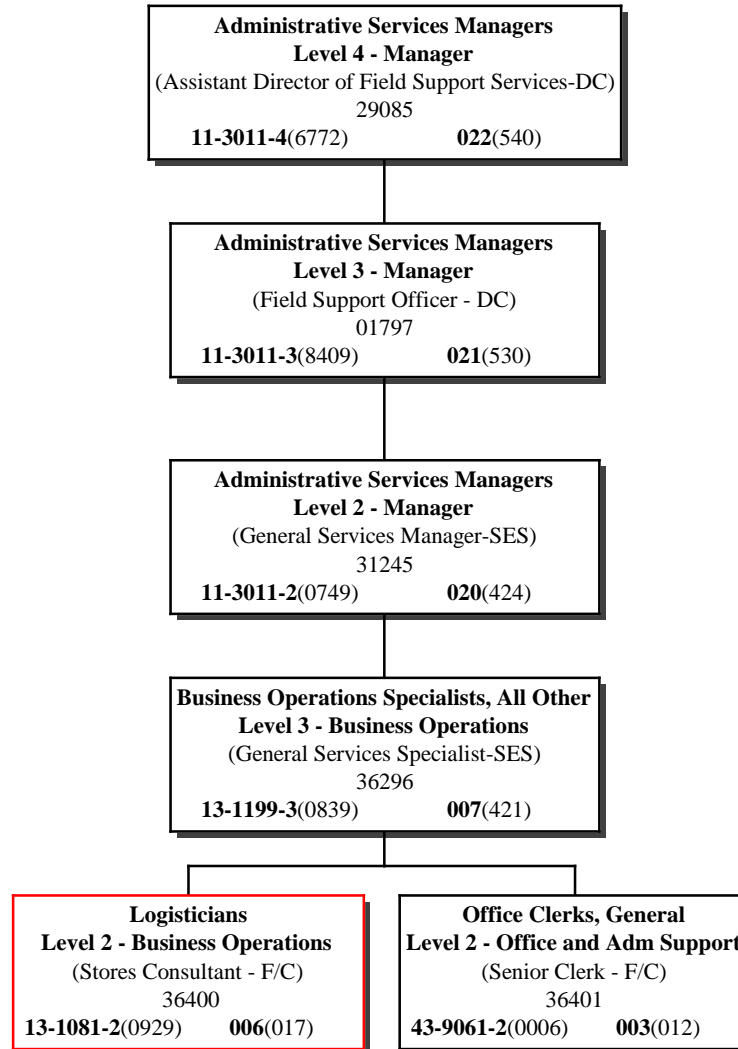 Administrative Services Managers
Level 4 - Manager
(Assistant Director of Field Support Services-DC)
29085
11-3011-4(6772) 022(540)
Administrative Services Managers
Level 3 - Manager
(Field Support Officer - DC)
01797
11-3011-3(8409) 021(530)
Administrative Services Managers
Level 2 - Manager
(General Services Manager-SES)
31245
11-3011-2(0749) 020(424)
Business Operations Specialists, All Other
Level 3 - Business Operations
(General Services Specialist-SES)
36296
13-1199-3(0839) 007(421)
Logisticians
Level 2 - Business Operations
(Stores Consultant - F/C)
36400
13-1081-2(0929) 006(017)
Office Clerks, General
Level 2 - Office and Adm Support
(Senior Clerk - F/C)
36401
43-9061-2(0006) 003(012)